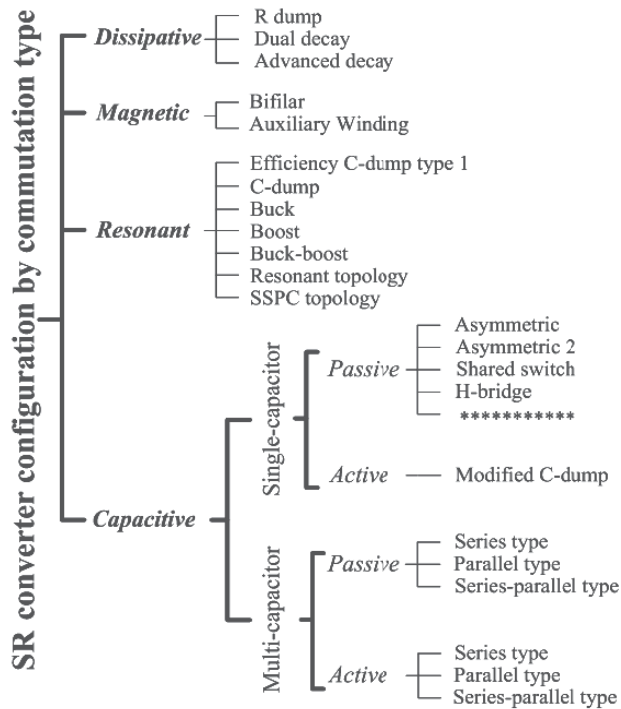 SR converter configuration by commutation type
Dissipative
R dump
Dual decay
Advanced decay
Magnetic
Bifilar
Auxiliary Winding
Resonant
Efficiency C-dump type 1
C-dump
Buck
Boost
Buck-boost
Resonant topology
SSPC topology
Capacitive
Single-capacitor
Passive
Asymmetric
Asymmetric 2
Shared switch
H-bridge
***********
Active
Modified C-dump
Multi-capacitor
Passive
Series type
Parallel type
Series-parallel type
Active
Series type
Parallel type
Series-parallel type